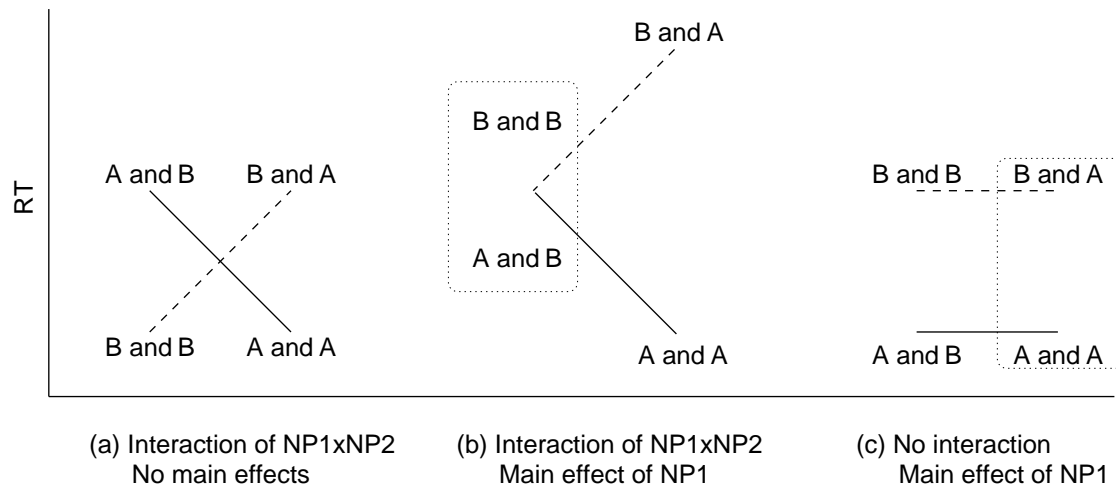 B and A
B and B
A and B B and A
B and B B and A
RT
A and B
B and B A and A
A and A
A and B A and A
(a) Interaction of NP1xNP2
No main effects
(b) Interaction of NP1xNP2
Main effect of NP1
(c) No interaction
Main effect of NP1